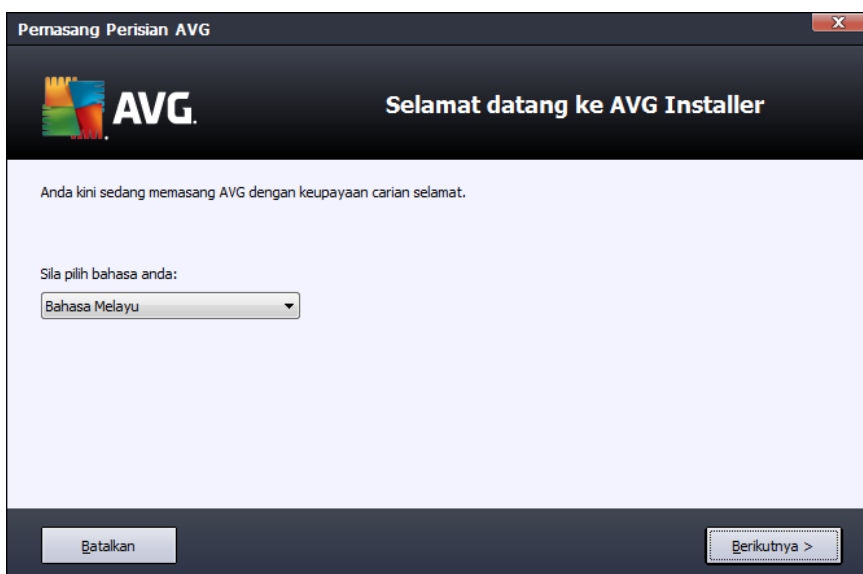 Pemasang Perisian AVG
X
AVG.
Selamat datang ke AVG Installer
Anda kini sedang memasang AVG dengan keupayaan carian selamat.
Sila pilih bahasa anda:
Bahasa Melayu
Batalkan
Berikutnya >